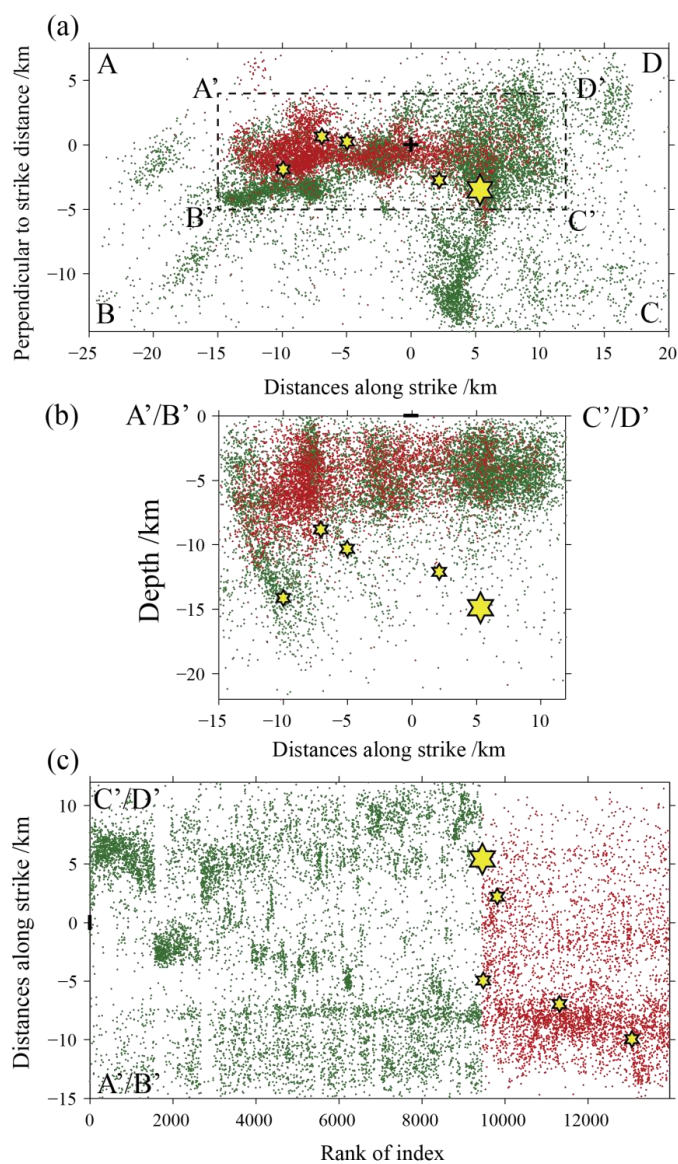 (a)
A
D
A’
D’
B’
C’
B
C
5
0
−5
−10
Perpendicular to strike distance /km
−25
−20
−15
−10
−5
0
5
10
15
20
Distances along strike /km
(b)
A’/B’
C’/D’
0
−5
−10
−15
−20
Depth /km
−15
−10
−5
0
5
10
Distances along strike /km
(c)
C’/D’
A’/B’
10
5
0
−5
−10
−15
Distances along strike /km
0
2000
4000
6000
8000
10000
12000
Rank of index